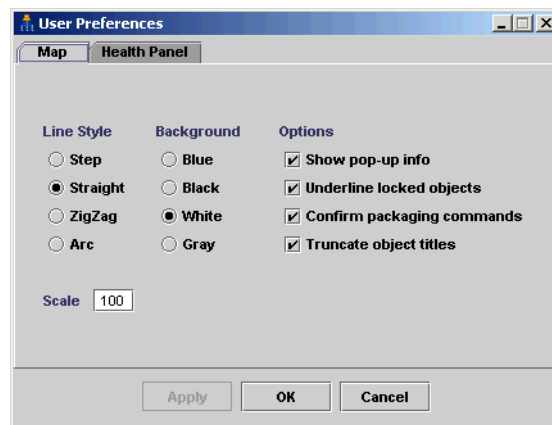 User Preferences
Map Health Panel
Line Style Background Options
Step Blue Show pop-up info
Straight Black Underline locked objects
ZigZag White Confirm packaging commands
Arc Gray Truncate object titles
Scale 100
Apply OK Cancel